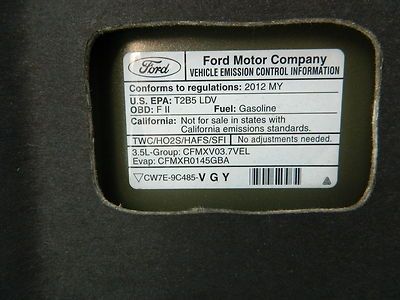 Ford
Ford Motor Company
VEHICLE EMISSION CONTROL INFORMATION
Conforms to regulations: 2012 MY
U.S. EPA: T2B5 LDV
OBD: F II Fuel: Gasoline
California: Not for sale in states with
California emissions standards.
TWC/HO2S/HAFS/SFI No adjustments needed.
3.5L-Group: CFMXV03.7VEL
Evap: CFMXR0145GBA
CW7E-9C485-VGY